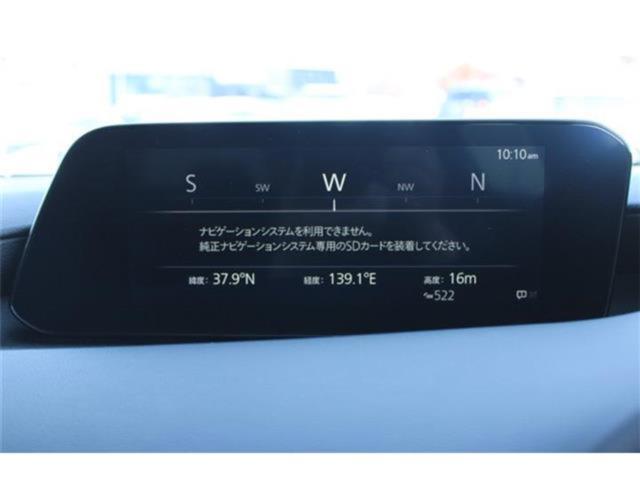 10:10am
S SW W NW N
ナビゲーションシステムを利用できません。
純正ナビゲーションシステム専用のSDカードを装着してください。
緯度: 37.9°N 経度: 139.1°E 高度: 16m
522